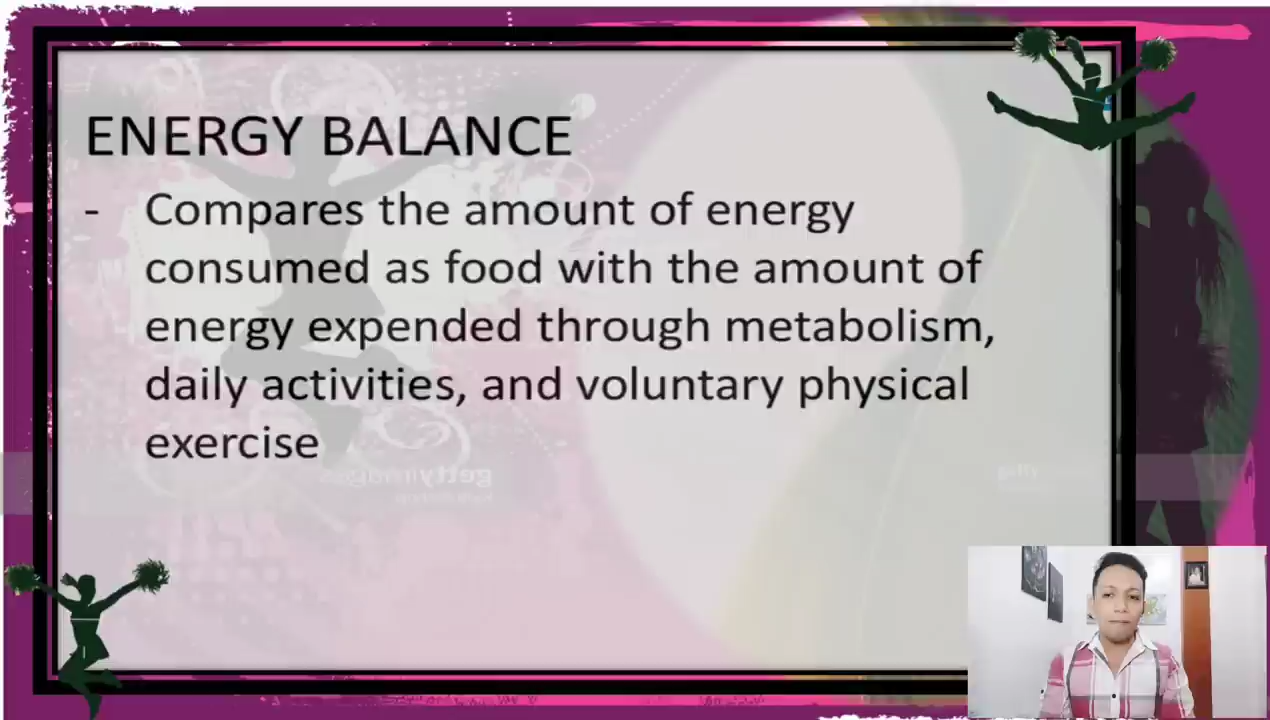 ENERGY BALANCE
- Compares the amount of energy
consumed as food with the amount of
energy expended through metabolism,
daily activities, and voluntary physical
exercise
gettyimages